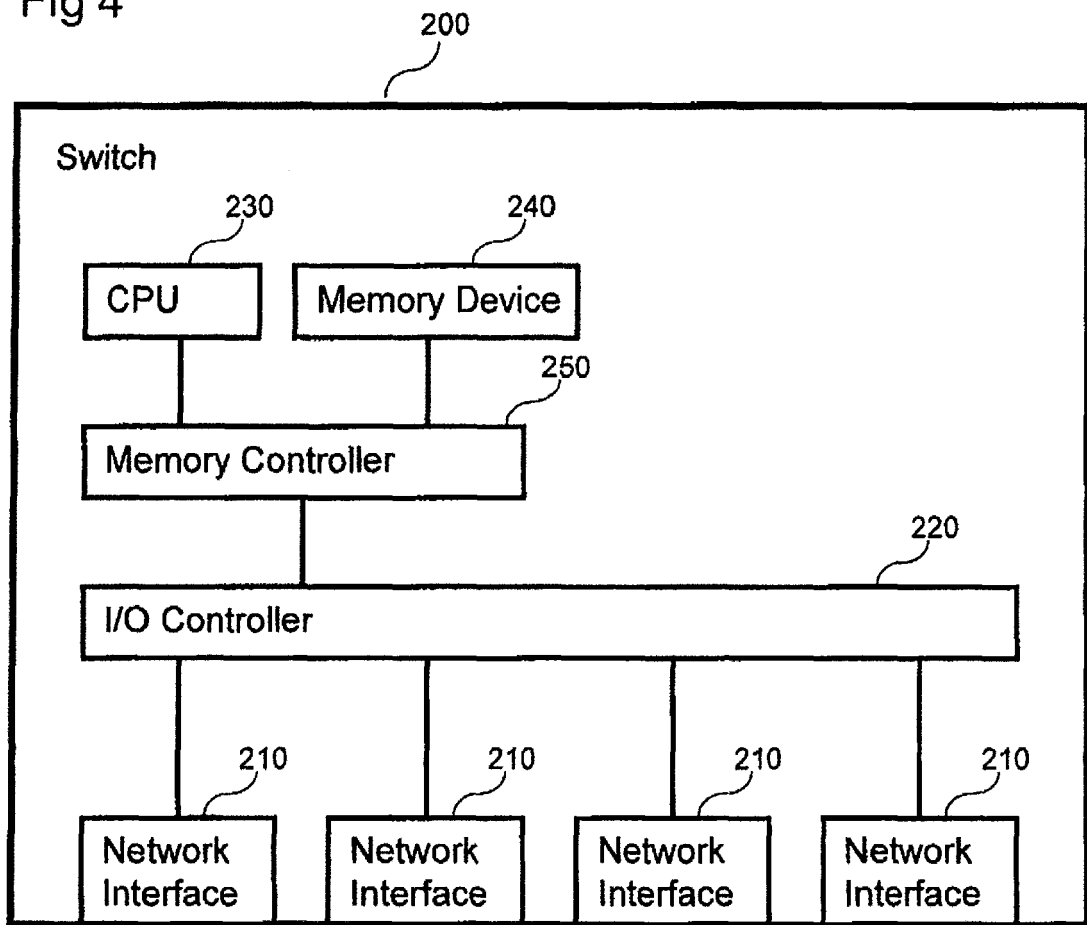 Fig 4
200
Switch
230
240
CPU
Memory Device
250
Memory Controller
220
I/O Controller
210
210
210
210
Network
Interface
Network
Interface
Network
Interface
Network
Interface